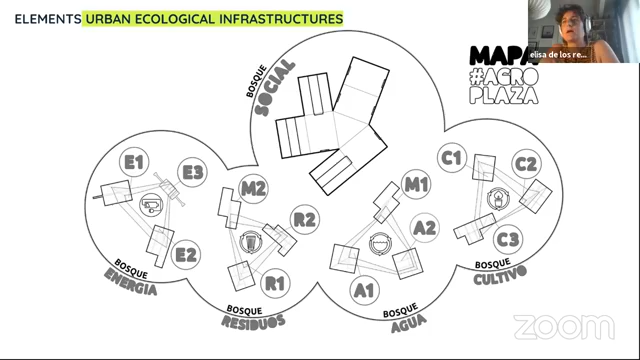 ELEMENTS URBAN ECOLOGICAL INFRASTRUCTURES
elisa de los re...
MAPA
#AGRO
PLAZA
BOSQUE
SOCIAL
E1
E3
E2
BOSQUE
ENERGIA
M2
R2
R1
BOSQUE
RESIDUOS
M1
A2
A1
BOSQUE
AGUA
C1
C2
C3
BOSQUE
CULTIVO
zoom